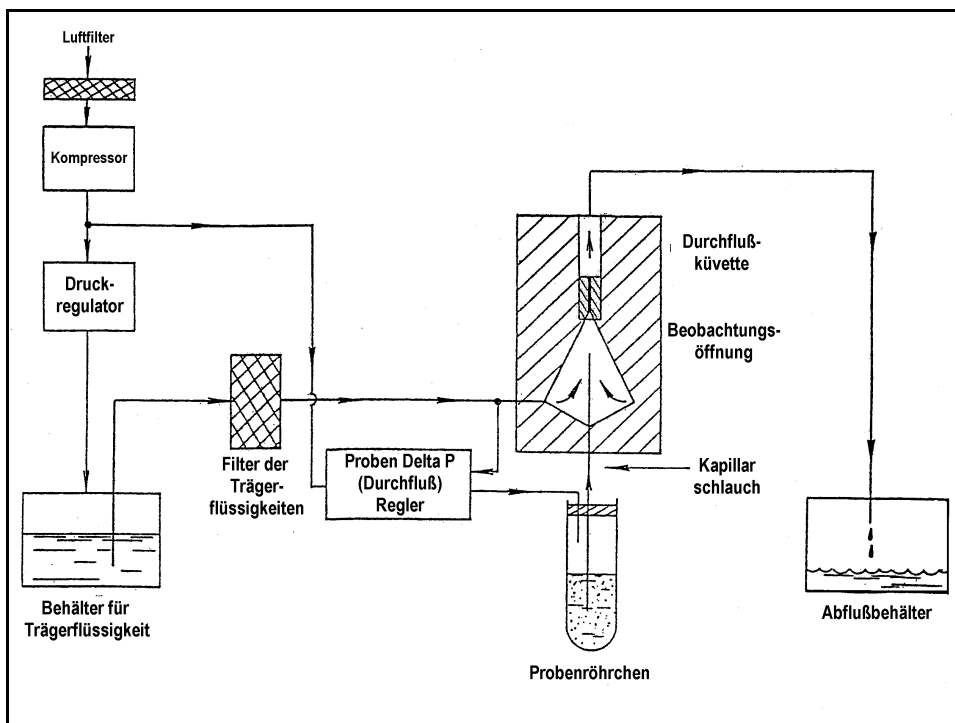 Luftfilter
Kompressor
Druck-
regulator
Behälter für
Trägerflüssigkeit
Filter der
Träger-
flüssigkeiten
Proben Delta P
(Durchfluß)
Regler
Durchfluß-
küvette
Beobachtungs-
öffnung
Kapillar
schlauch
Probenröhrchen
Abflußbehälter